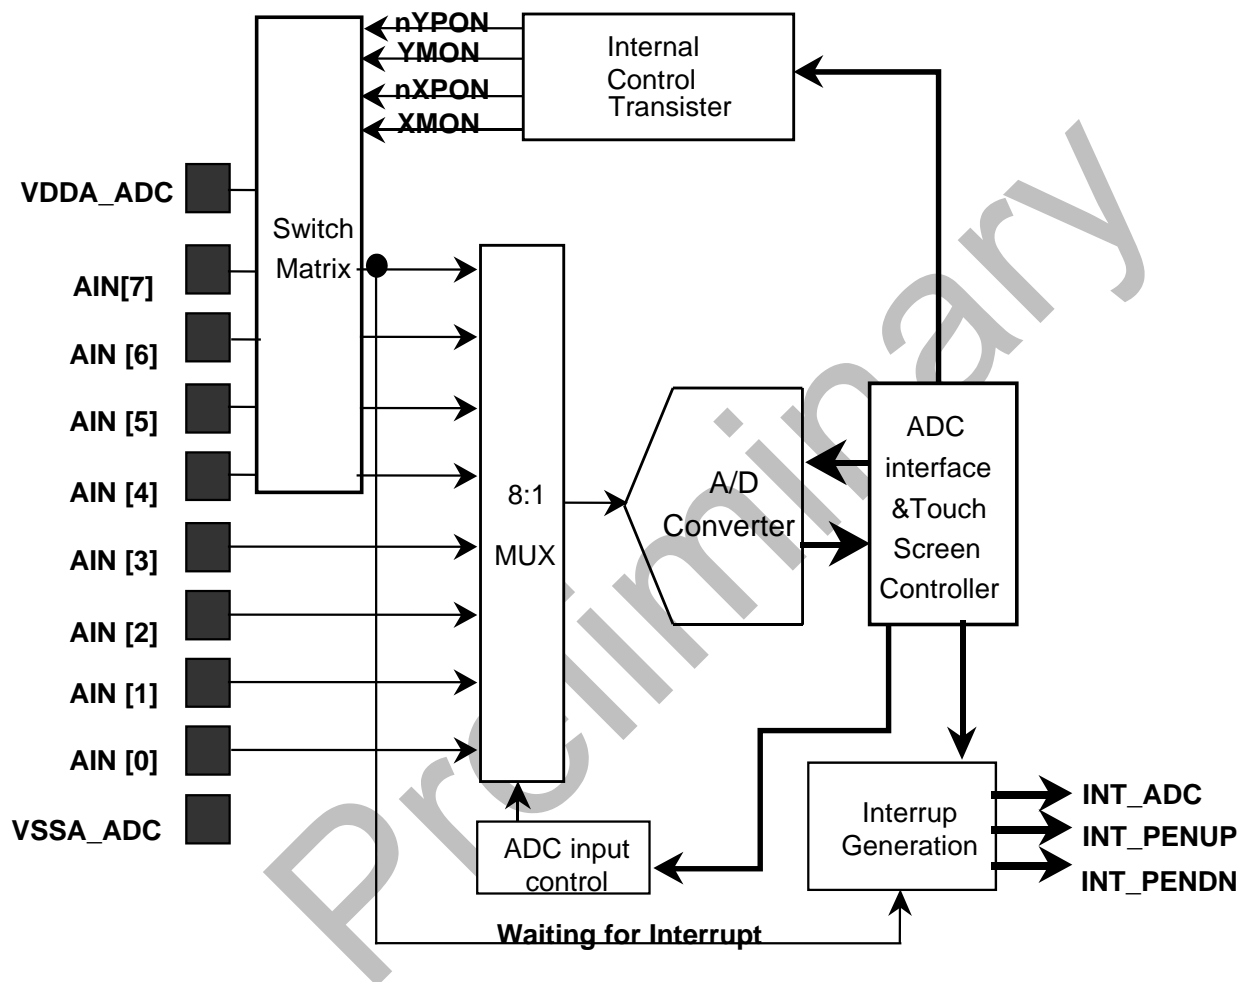 nYPON
YMON
nXPON
XMON
Internal
Control
Transister
VDDA_ADC
Switch
Matrix
AIN[7]
AIN [6]
AIN [5]
AIN [4]
AIN [3]
AIN [2]
AIN [1]
AIN [0]
VSSA_ADC
8:1
MUX
A/D
Converter
ADC
interface
&Touch
Screen
Controller
ADC input
control
Interrup
Generation
INT_ADC
INT_PENUP
INT_PENDN
Waiting for Interrupt
Preliminary